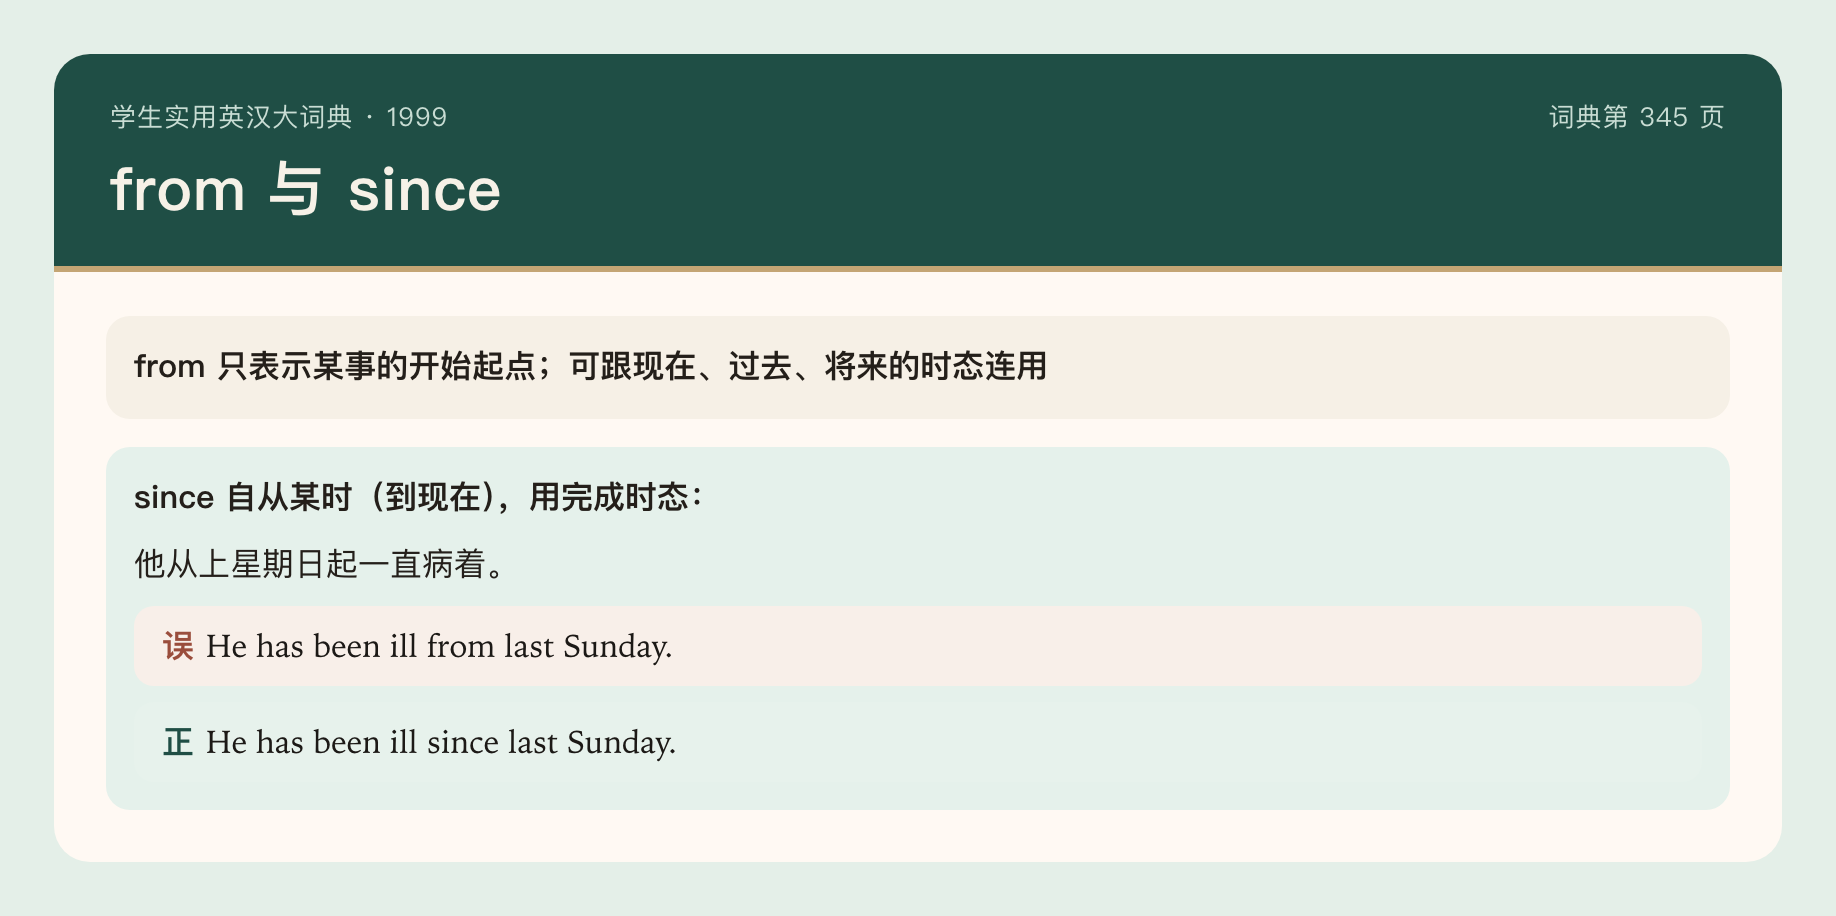 学生实用英汉大词典 · 1999
词典第 345 页
from 与 since
from 只表示某事的开始起点；可跟现在、过去、将来的时态连用
since 自从某时（到现在），用完成时态：
他从上星期日起一直病着。
误 He has been ill from last Sunday.
正 He has been ill since last Sunday.